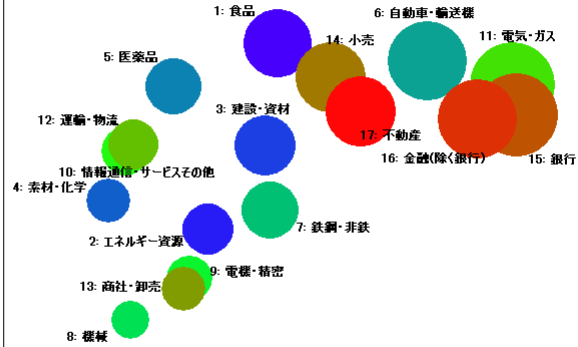 1: 食品
6: 自動車・輸送機
11: 電気・ガス
14: 小売
5: 医薬品
3: 建設・資材
12: 運輸・物流
17: 不動産
16: 金融(除く銀行)
15: 銀行
10: 情報通信・サービスその他
4: 素材・化学
7: 鉄鋼・非鉄
2: エネルギー資源
9: 電機・精密
13: 商社・卸売
8: 機械